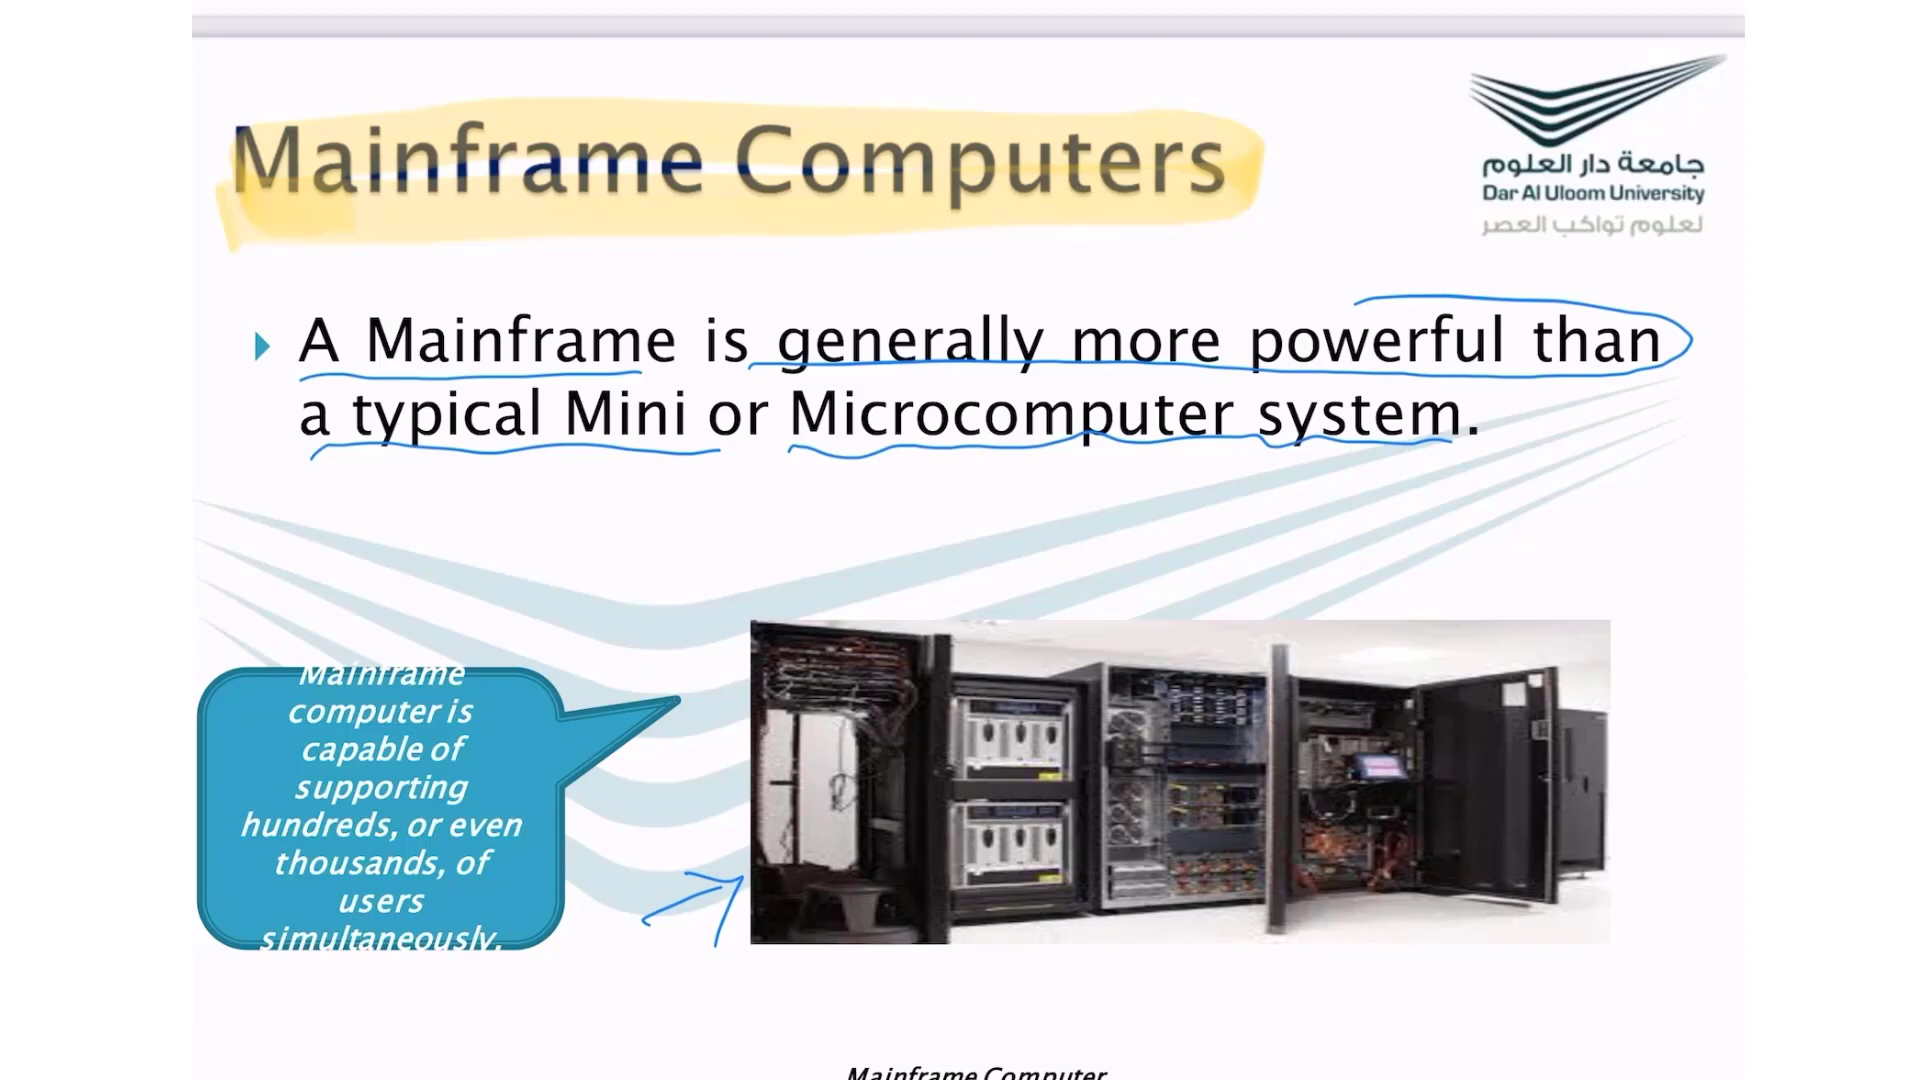 Mainframe Computers
جامعة دار العلوم
Dar Al Uloom University
لعلوم تواكب العصر
A Mainframe is generally more powerful than
a typical Mini or Microcomputer system.
Mainframe
computer is
capable of
supporting
hundreds, or even
thousands, of
users
simultaneously.
Mainframe Computer